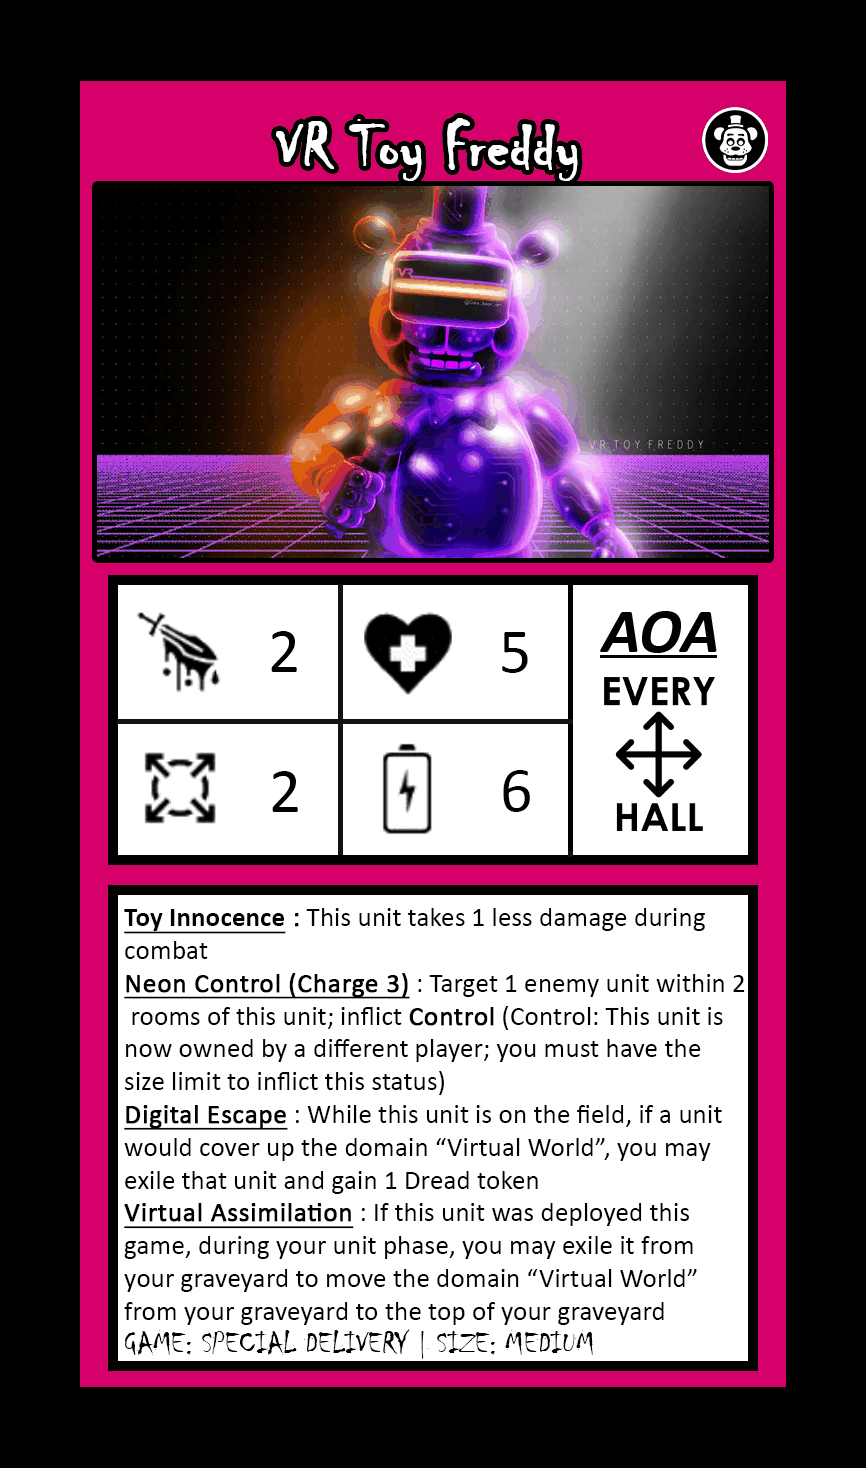 VR Toy Freddy
VR
VR TOY FREDDY
2
5
AOA
EVERY
HALL
2
6
Toy Innocence : This unit takes 1 less damage during
combat
Neon Control (Charge 3) : Target 1 enemy unit within 2
rooms of this unit; inflict Control (Control: This unit is
now owned by a different player; you must have the
size limit to inflict this status)
Digital Escape : While this unit is on the field, if a unit
would cover up the domain “Virtual World”, you may
exile that unit and gain 1 Dread token
Virtual Assimilation : If this unit was deployed this
game, during your unit phase, you may exile it from
your graveyard to move the domain “Virtual World”
from your graveyard to the top of your graveyard
GAME: SPECIAL DELIVERY | SIZE: MEDIUM